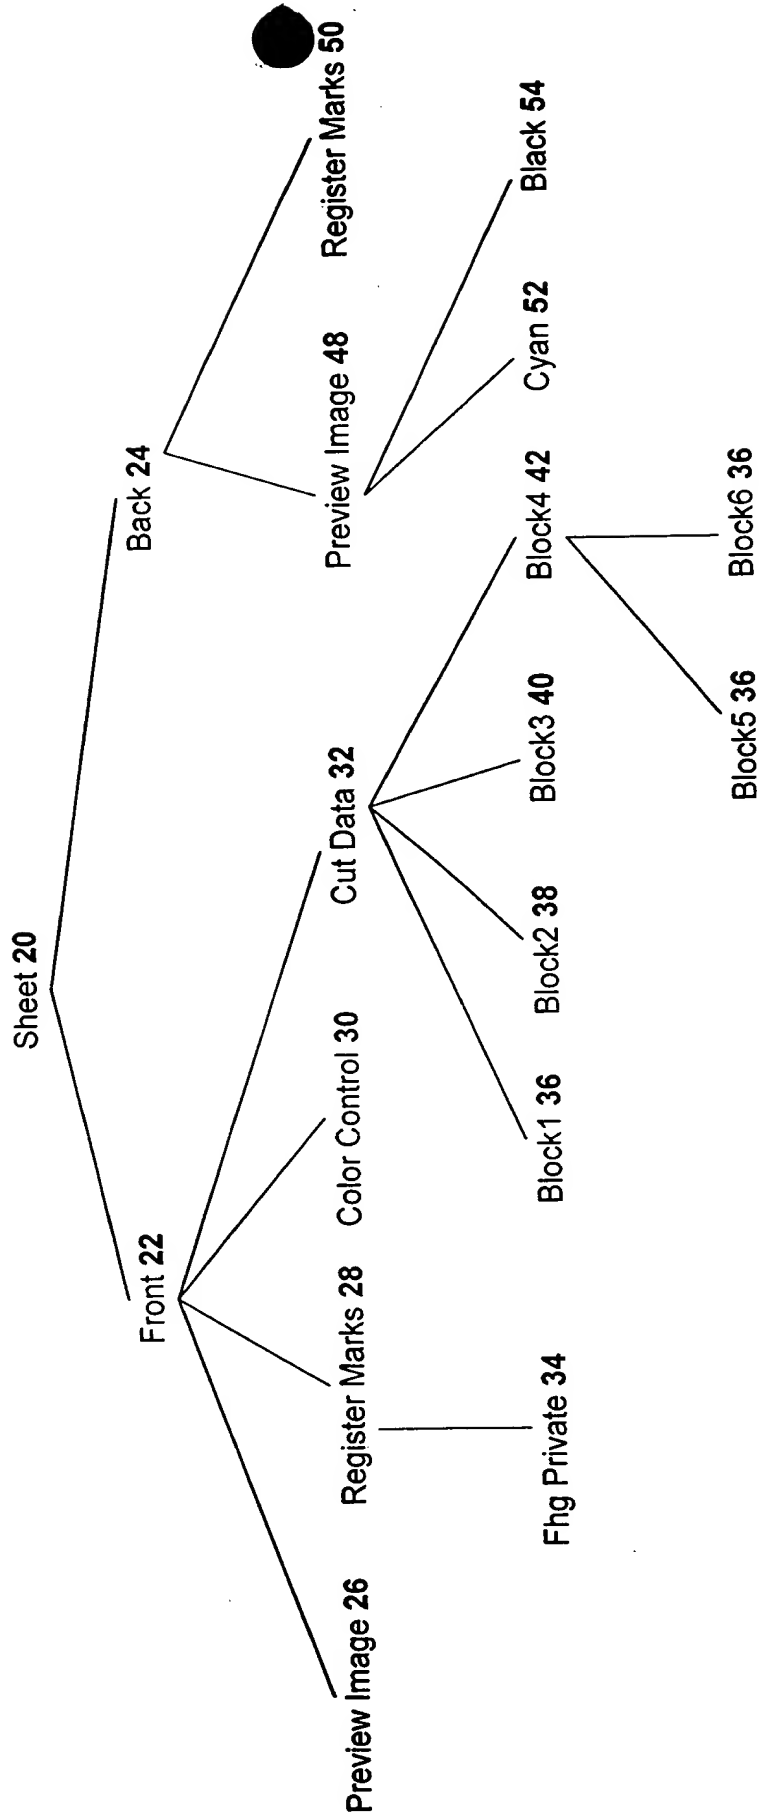 Sheet 20
Front 22
Back 24
Preview Image 26
Register Marks 28
Color Control 30
Cut Data 32
Preview Image 48
Register Marks 50
Fhg Private 34
Block1 36
Block2 38
Block3 40
Block4 42
Cyan 52
Black 54
Block5 36
Block6 36